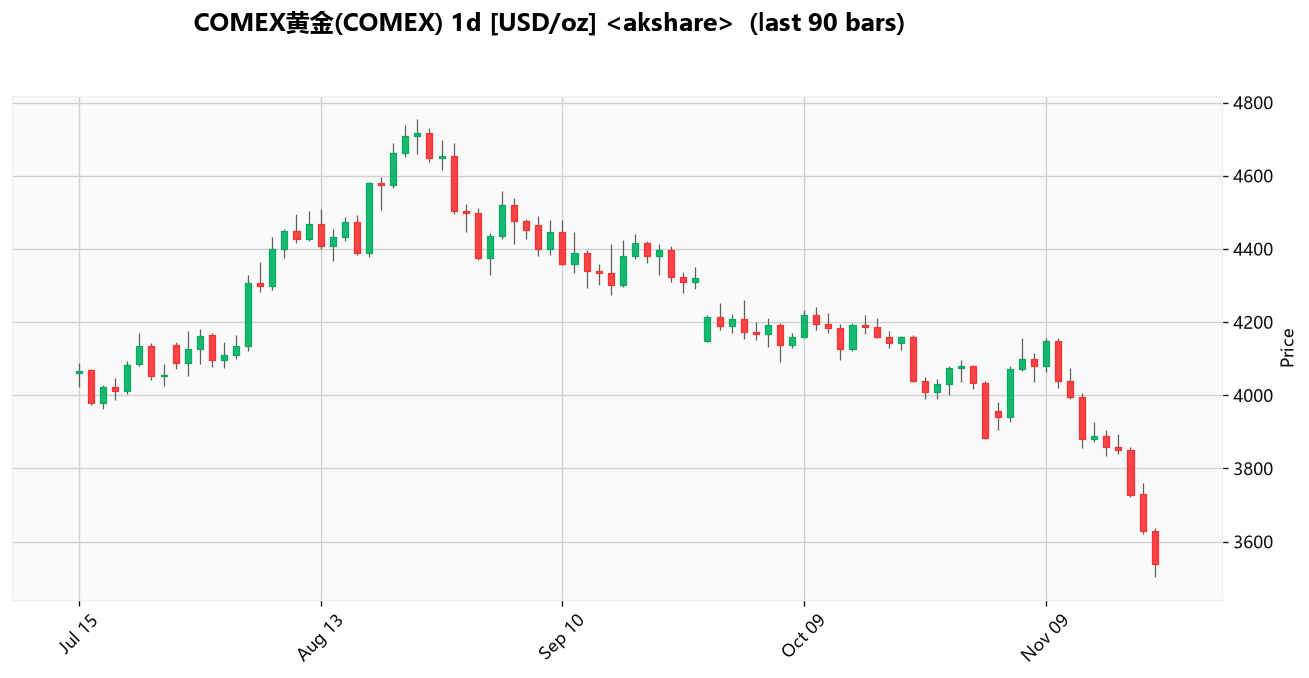 COMEX黄金(COMEX) 1d [USD/oz] <akshare>  (last 90 bars)
4800
4600
4400
4200
4000
3800
3600
Price
Jul 15
Aug 13
Sep 10
Oct 09
Nov 09